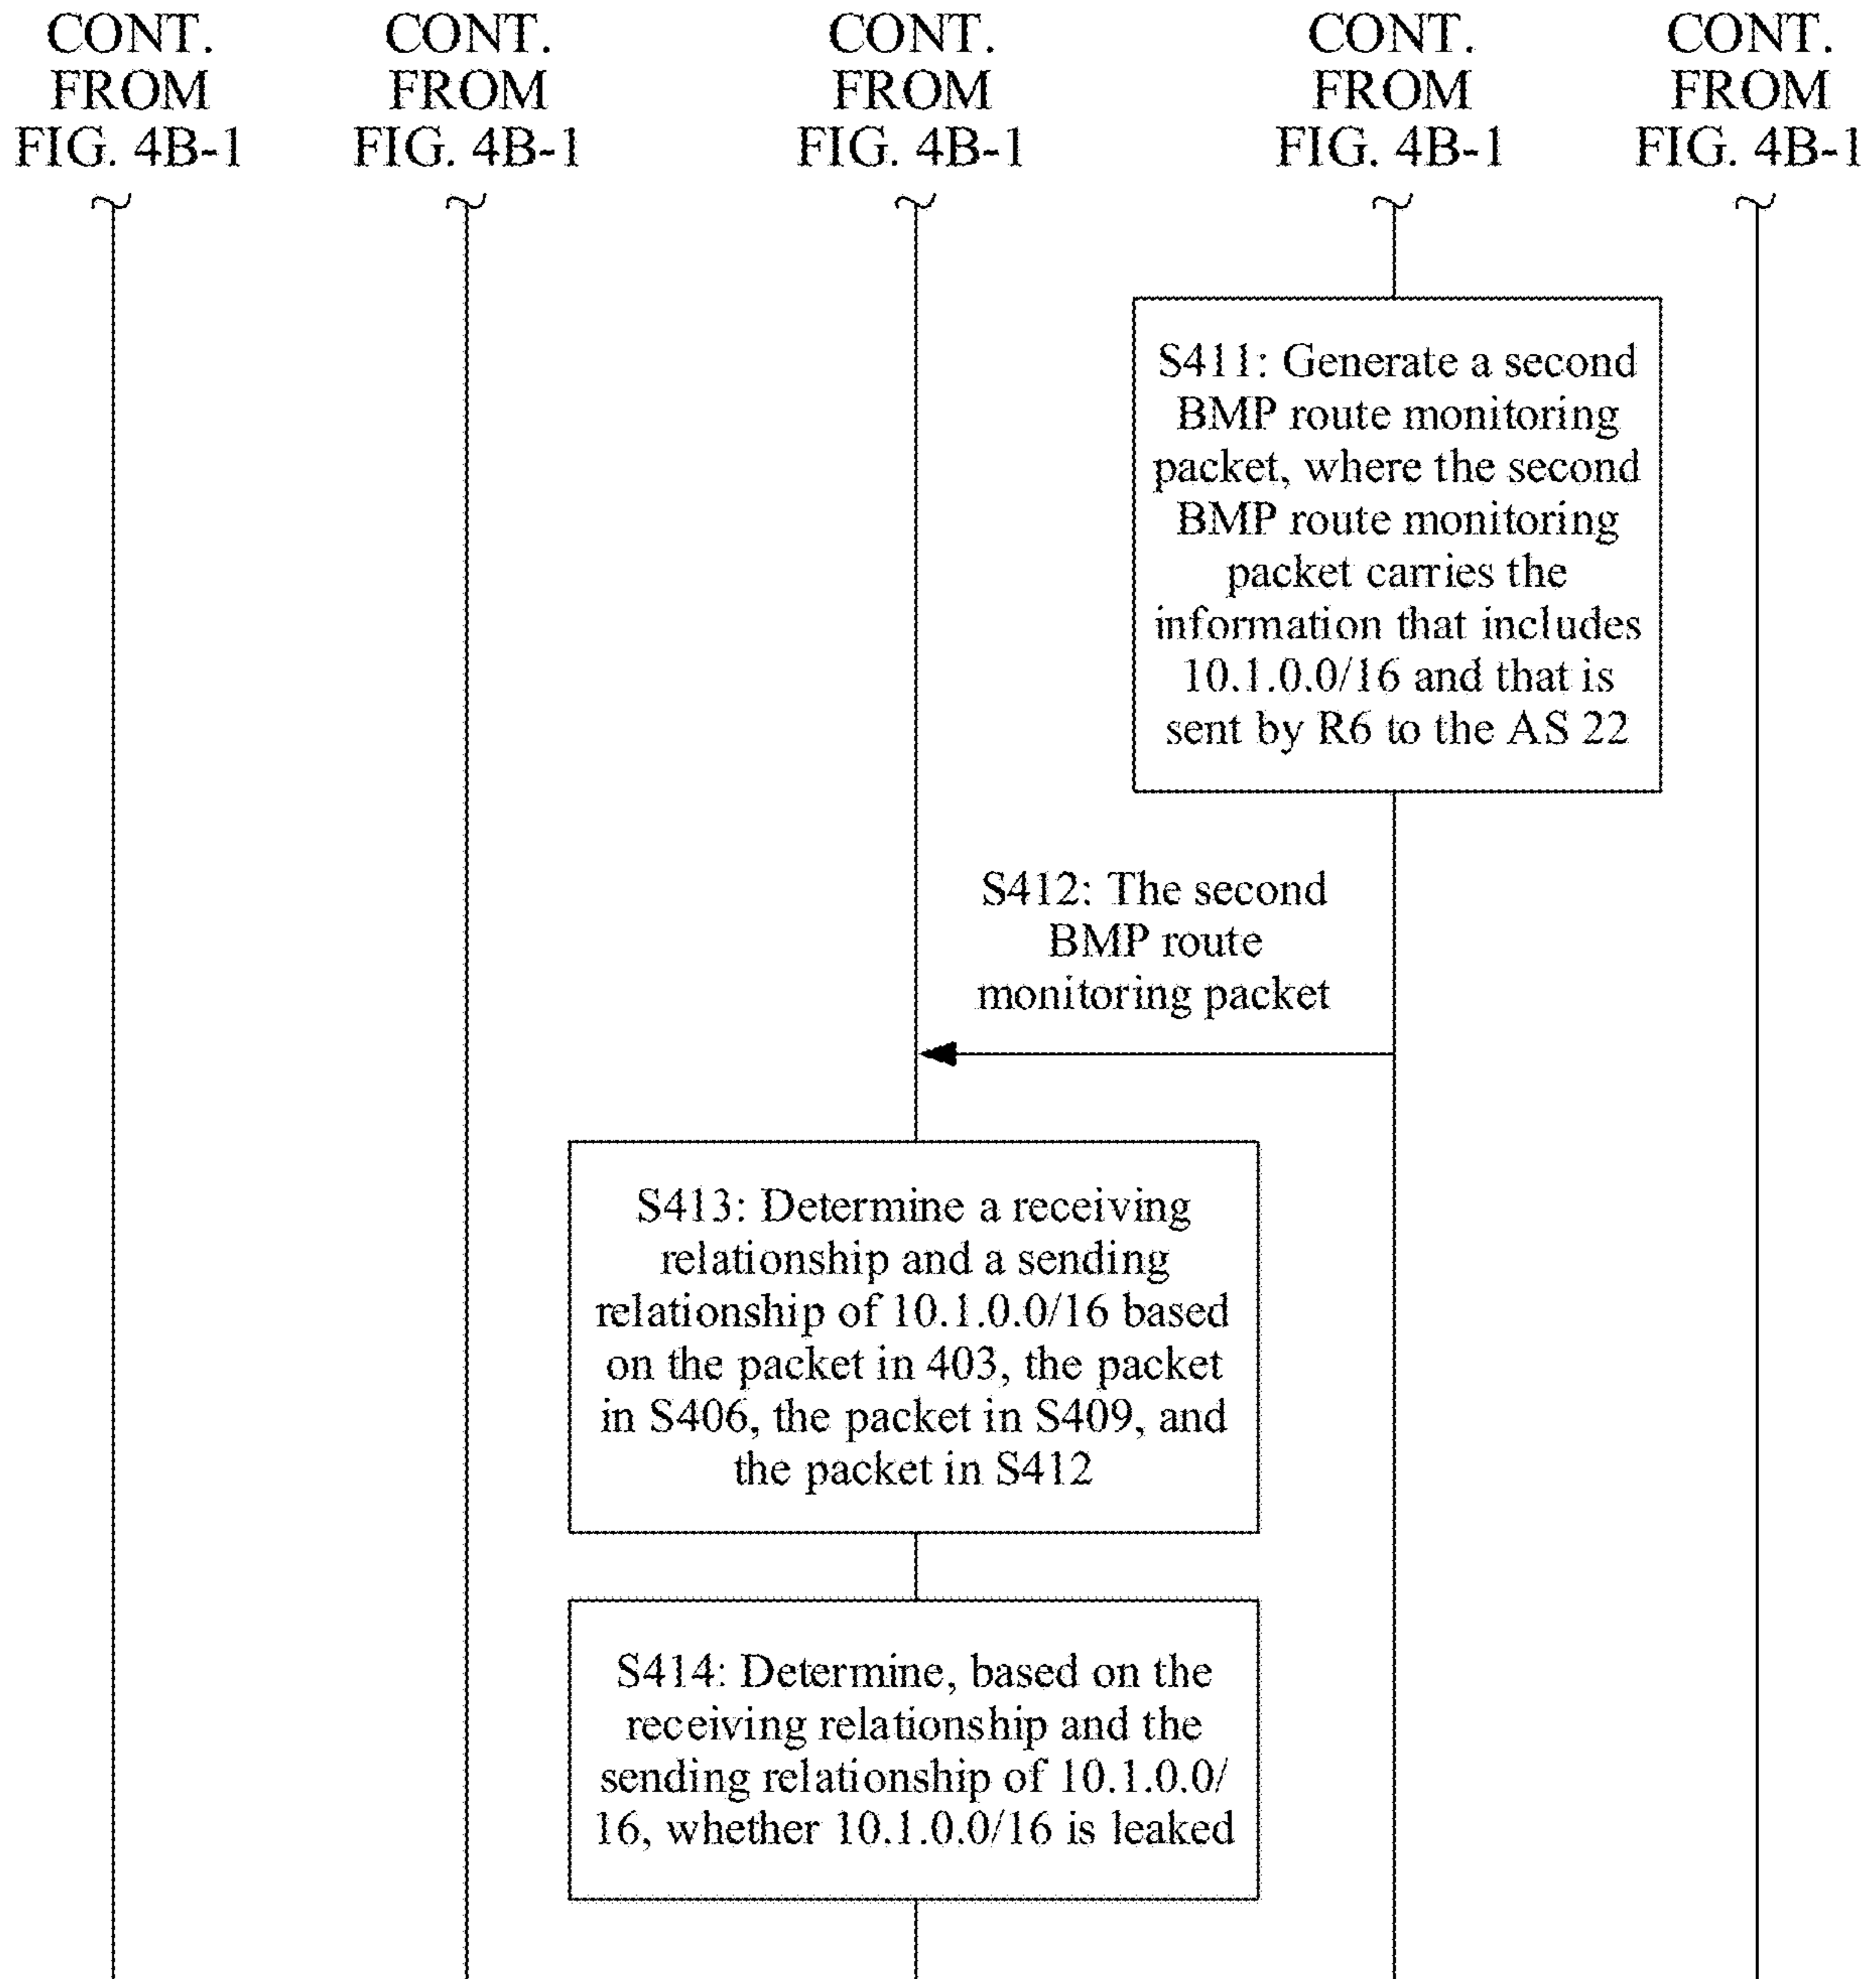 CONT.
FROM
FIG. 4B-1
CONT.
FROM
FIG. 4B-1
CONT.
FROM
FIG. 4B-1
CONT.
FROM
FIG. 4B-1
CONT.
FROM
FIG. 4B-1
S411: Generate a second
BMP route monitoring
packet, where the second
BMP route monitoring
packet carries the
information that includes
10.1.0.0/16 and that is
sent by R6 to the AS 22
S412: The second
BMP route
monitoring packet
S413: Determine a receiving
relationship and a sending
relationship of 10.1.0.0/16 based
on the packet in 403, the packet
in S406, the packet in S409, and
the packet in S412
S414: Determine, based on the
receiving relationship and the
sending relationship of 10.1.0.0/
16, whether 10.1.0.0/16 is leaked